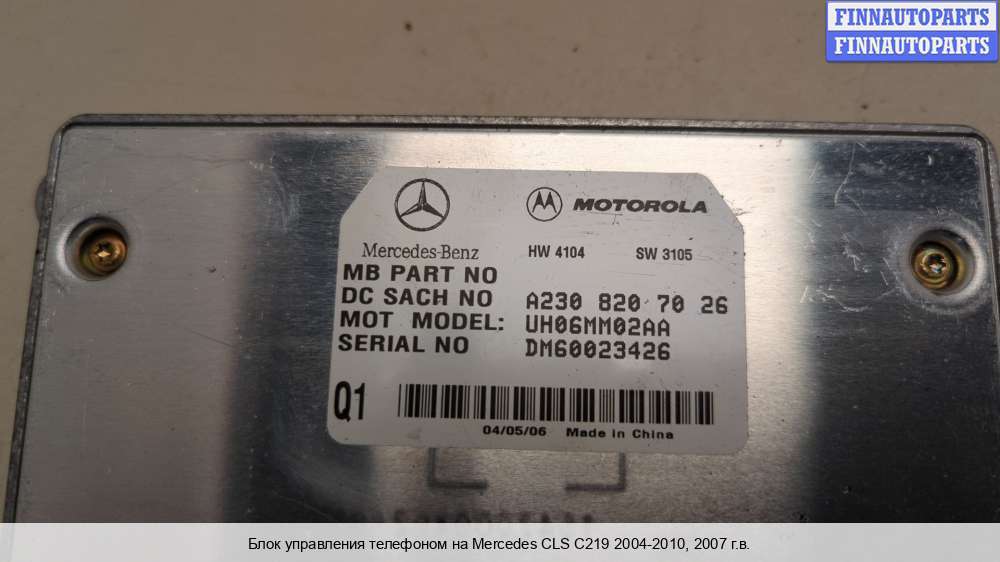 FINNAUTOPARTS
FINNAUTOPARTS
MOTOROLA
Mercedes-Benz HW 4104 SW 3105
MB PART NO
DC SACH NO A230 820 70 26
MOT MODEL: UH06MM02AA
SERIAL NO DM60023426
Q1
04/05/06 Made in China
Блок управления телефоном на Mercedes CLS C219 2004-2010, 2007 г.в.